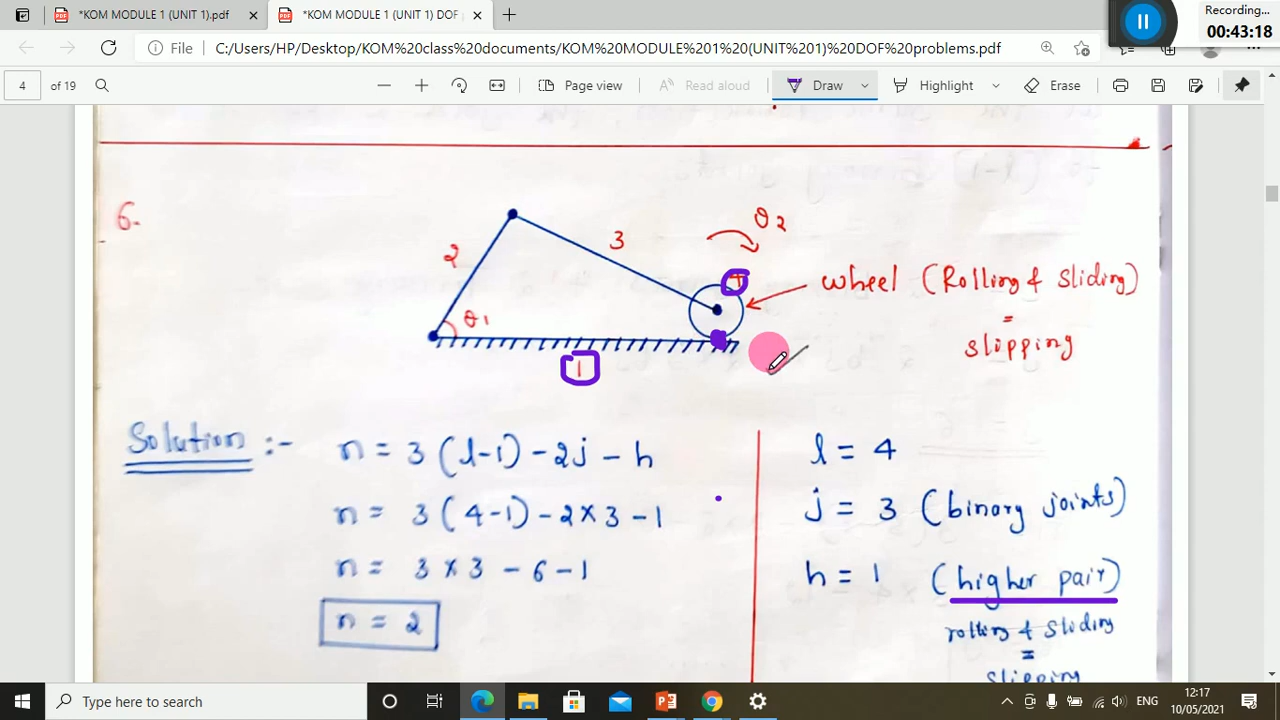 Recording...
00:43:18
*KOM MODULE 1 (UNIT 1).pdf
*KOM MODULE 1 (UNIT 1) DOF
File
C:/Users/HP/Desktop/KOM%20class%20documents/KOM%20MODULE%201%20(UNIT%201)%20DOF%20problems.pdf
4 of 19
Page view
Read aloud
Draw
Highlight
Erase
6.
θ2
2
3
4
wheel (Rolling & sliding)
=
slipping
θ1
1
Solution :-
n = 3 (l-1) - 2j - h
l = 4
n = 3 (4-1) - 2 × 3 - 1
j = 3 (binary joints)
n = 3 × 3 - 6 - 1
h = 1 (higher pair)
n = 2
rolling & sliding
=
slipping
Type here to search
ENG
12:17
10/05/2021